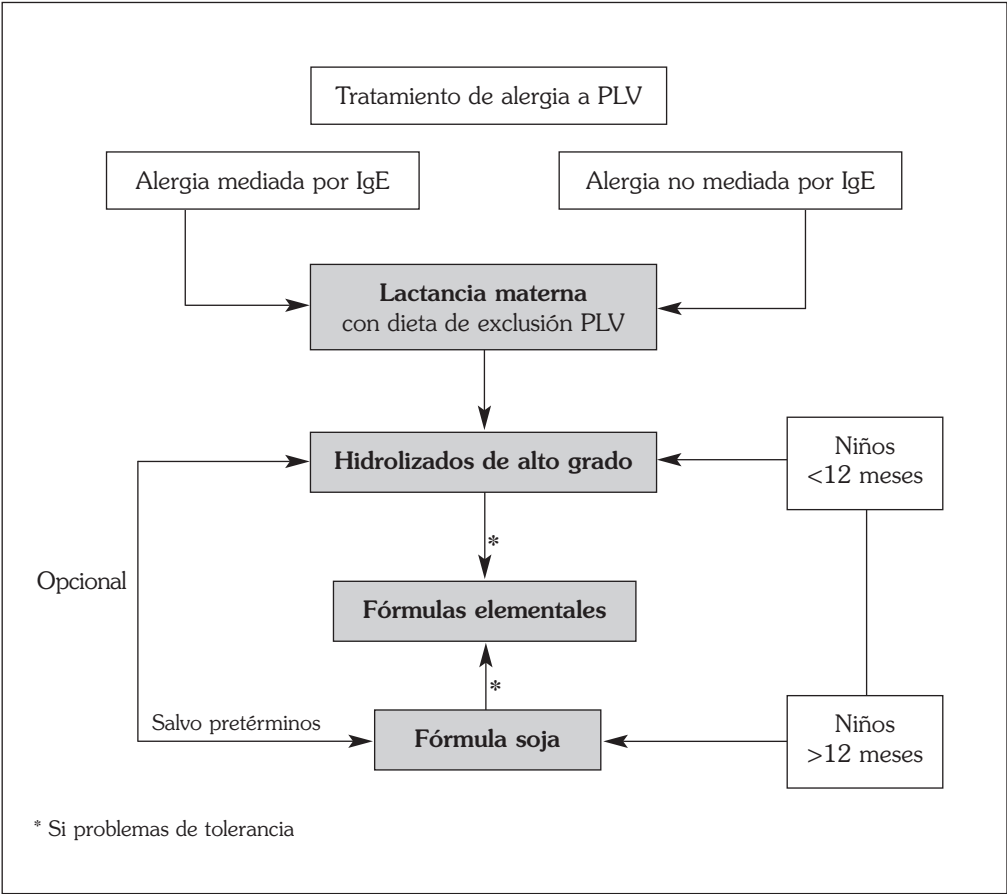 Tratamiento de alergia a PLV
Alergia mediada por IgE
Alergia no mediada por IgE
Lactancia materna
con dieta de exclusión PLV
Hidrolizados de alto grado
Niños
<12 meses
*
Opcional
Fórmulas elementales
*
Salvo pretérminos
Fórmula soja
Niños
>12 meses
* Si problemas de tolerancia